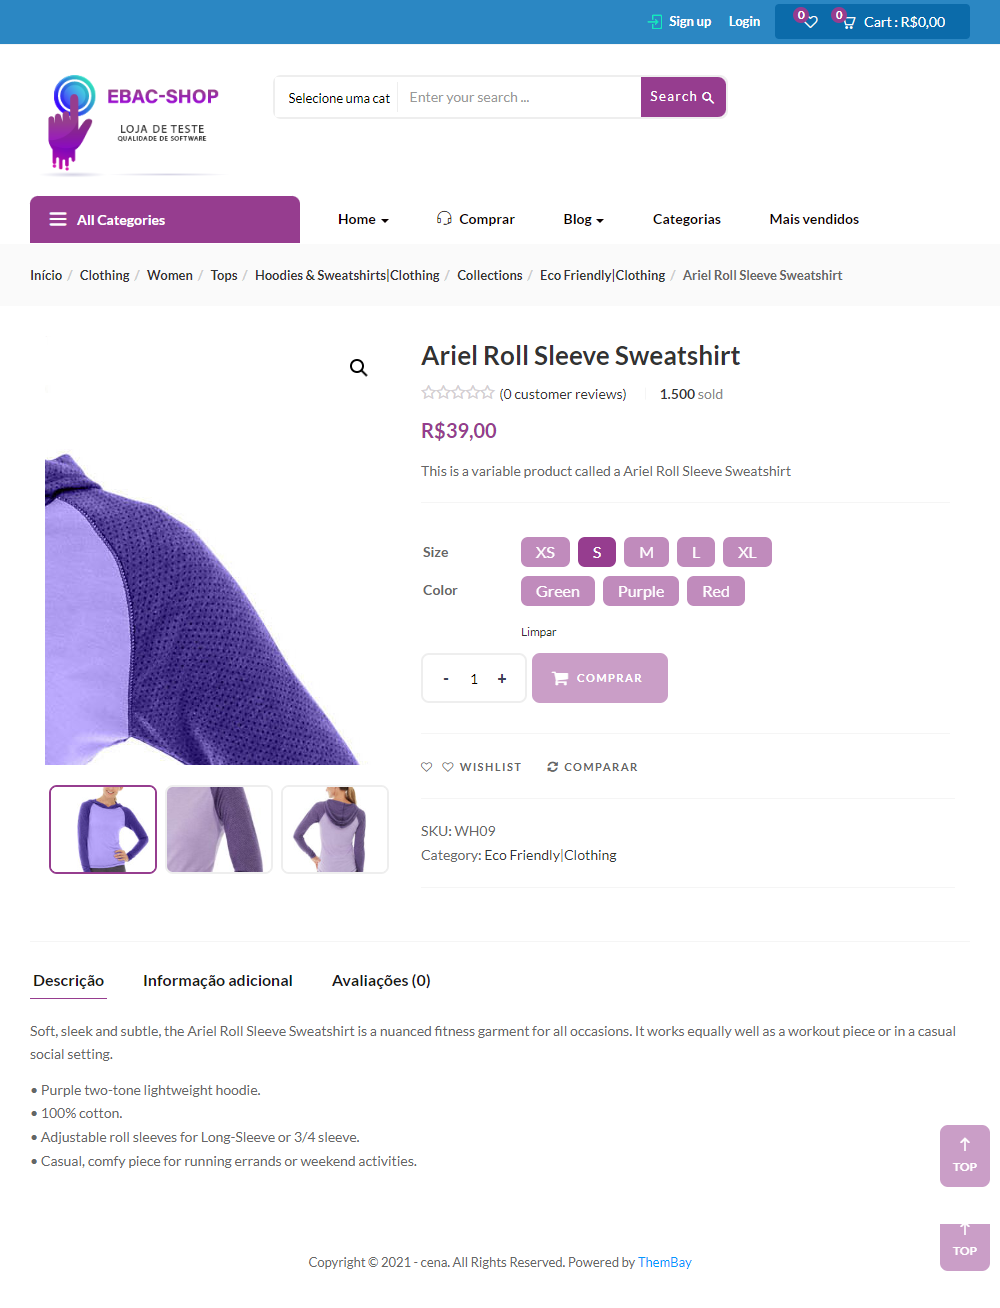 Sign up Login 0 0 Cart : R$0,00
EBAC-SHOP
LOJA DE TESTE
QUALIDADE DE SOFTWARE
Selecione uma cat Enter your search ... Search
All Categories Home Comprar Blog Categorias Mais vendidos
Início / Clothing / Women / Tops / Hoodies & Sweatshirts|Clothing / Collections / Eco Friendly|Clothing / Ariel Roll Sleeve Sweatshirt
Ariel Roll Sleeve Sweatshirt
(0 customer reviews) 1.500 sold
R$39,00
This is a variable product called a Ariel Roll Sleeve Sweatshirt
Size XS S M L XL
Color Green Purple Red
Limpar
- 1 + COMPRAR
WISHLIST COMPARAR
SKU: WH09
Category: Eco Friendly|Clothing
Descrição Informação adicional Avaliações (0)
Soft, sleek and subtle, the Ariel Roll Sleeve Sweatshirt is a nuanced fitness garment for all occasions. It works equally well as a workout piece or in a casual
social setting.
• Purple two-tone lightweight hoodie.
• 100% cotton.
• Adjustable roll sleeves for Long-Sleeve or 3/4 sleeve.
• Casual, comfy piece for running errands or weekend activities.
TOP
TOP
Copyright © 2021 - cena. All Rights Reserved. Powered by ThemBay